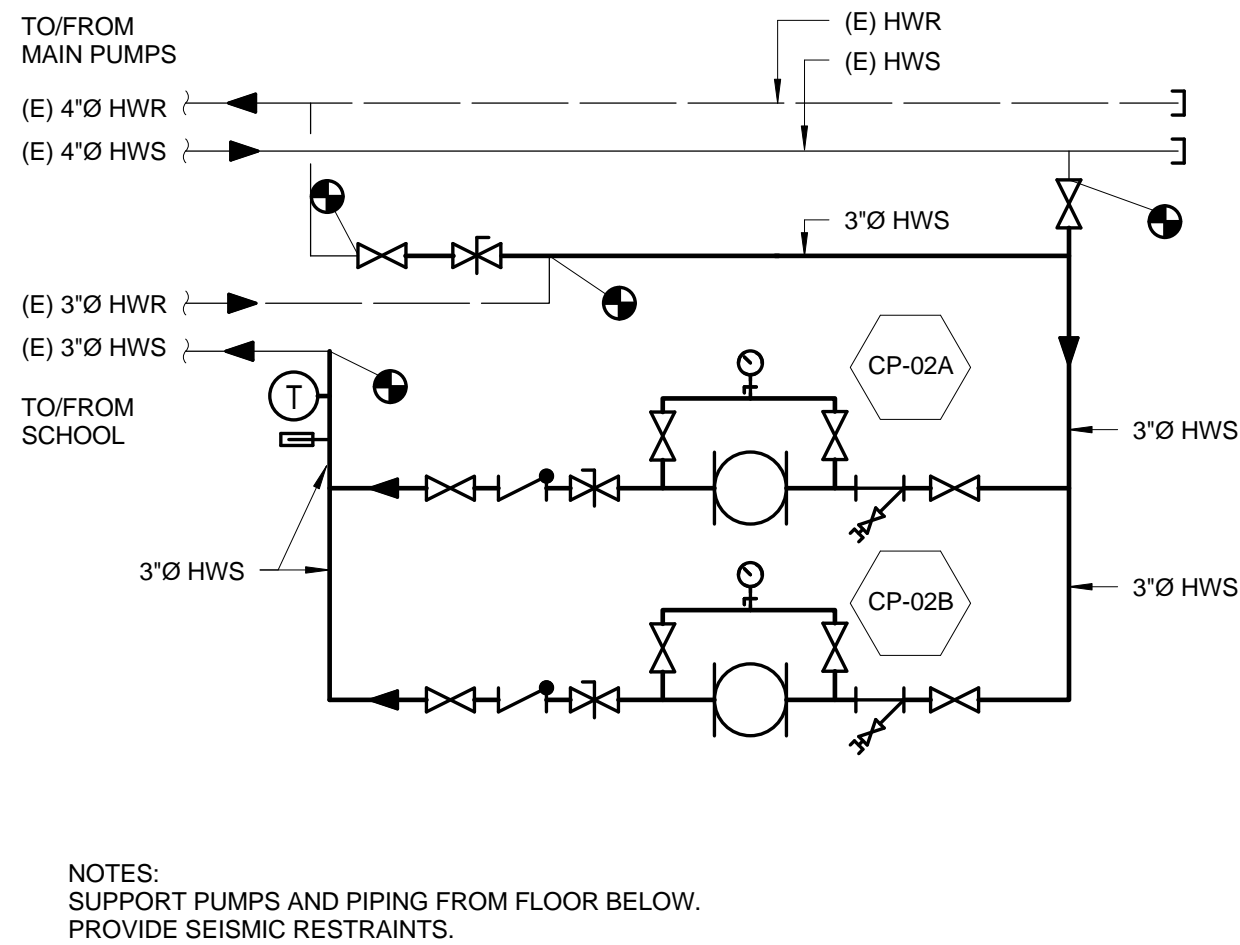 TO/FROM
MAIN PUMPS
(E) HWR
(E) HWS
(E) 4"Ø HWR
(E) 4"Ø HWS
3"Ø HWS
(E) 3"Ø HWR
(E) 3"Ø HWS
TO/FROM
SCHOOL
T
CP-02A
3"Ø HWS
3"Ø HWS
CP-02B
3"Ø HWS
NOTES:
SUPPORT PUMPS AND PIPING FROM FLOOR BELOW.
PROVIDE SEISMIC RESTRAINTS.